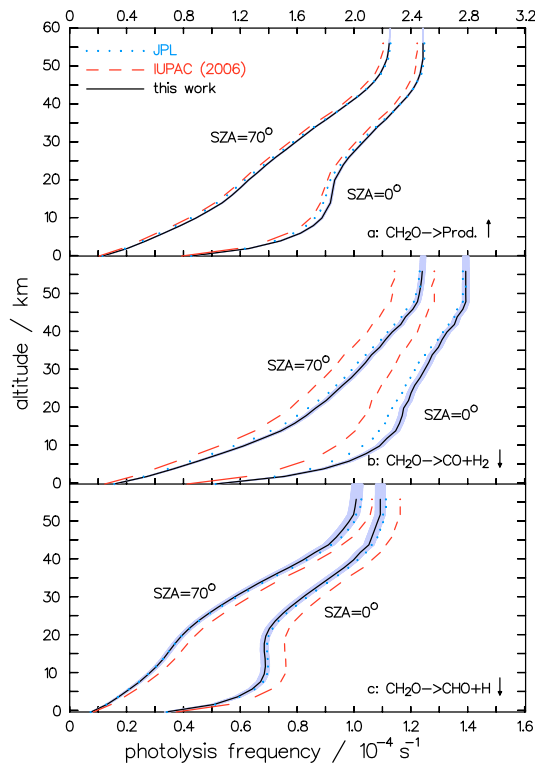 0 0.4 0.8 1.2 1.6 2.0 2.4 2.8 3.2
60
50
40
30
20
10
0
JPL
IUPAC (2006)
this work
SZA=70°
SZA=0°
a: CH₂O->Prod. ↑
altitude / km
50
40
30
20
10
0
SZA=70°
SZA=0°
b: CH₂O->CO+H₂ ↓
60
50
40
30
20
10
0
SZA=70°
SZA=0°
c: CH₂O->CHO+H ↓
0 0.2 0.4 0.6 0.8 1.0 1.2 1.4 1.6
photolysis frequency / 10⁻⁴ s⁻¹